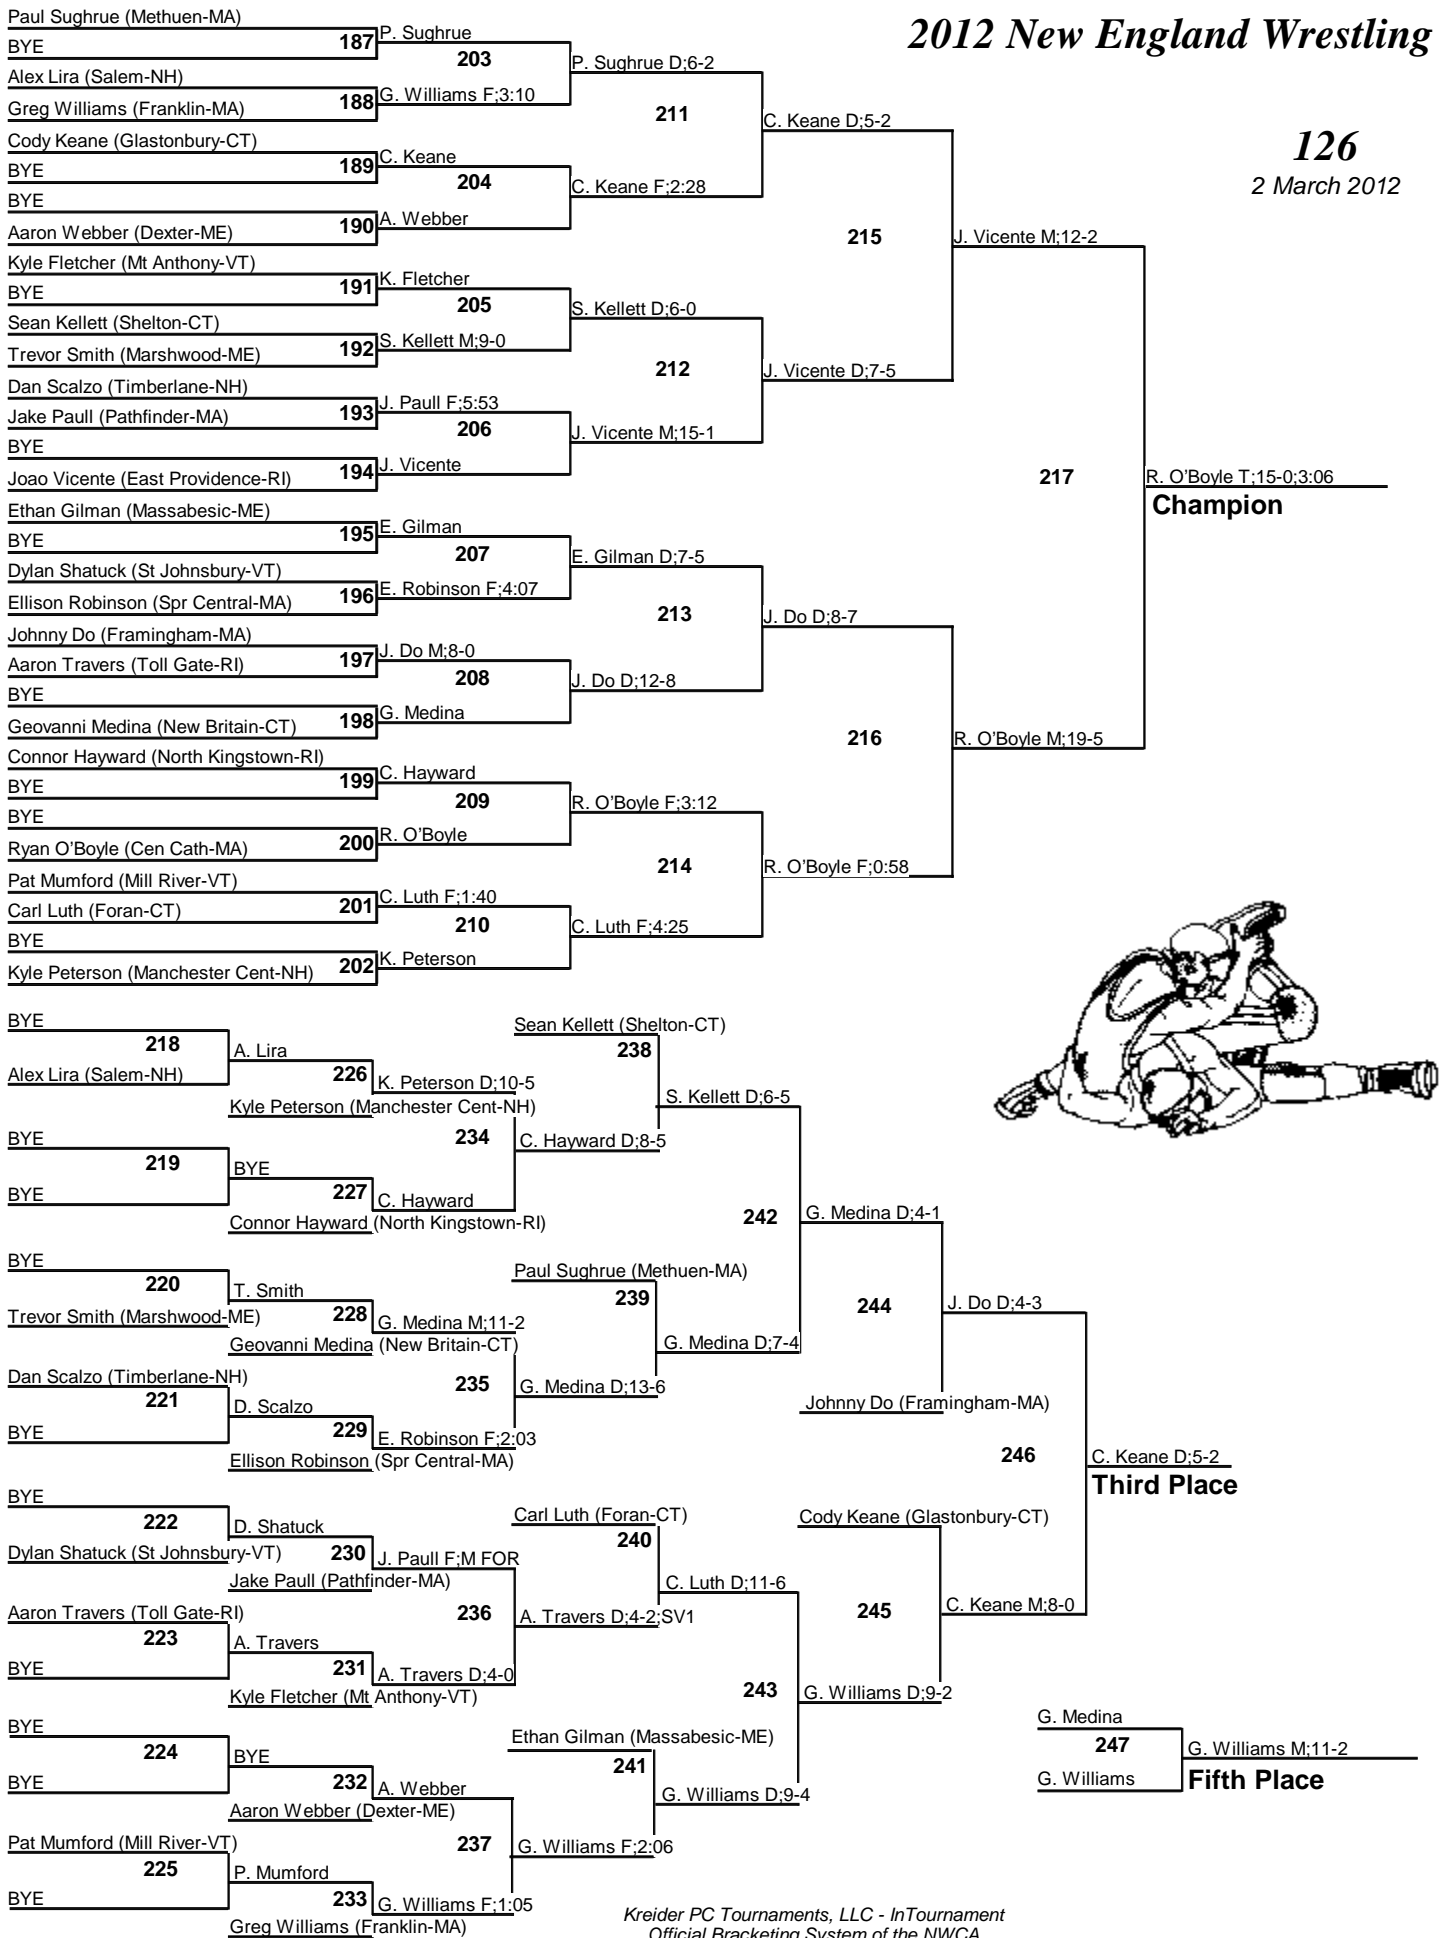 2012 New England Wrestling
126
2 March 2012
Paul Sughrue (Methuen-MA)
BYE
187
P. Sughrue
203
Alex Lira (Salem-NH)
Greg Williams (Franklin-MA)
188
G. Williams F;3:10
P. Sughrue D;6-2
211
Cody Keane (Glastonbury-CT)
BYE
189
C. Keane
204
BYE
Aaron Webber (Dexter-ME)
190
A. Webber
C. Keane F;2:28
C. Keane D;5-2
215
Kyle Fletcher (Mt Anthony-VT)
BYE
191
K. Fletcher
205
Sean Kellett (Shelton-CT)
Trevor Smith (Marshwood-ME)
192
S. Kellett M;9-0
S. Kellett D;6-0
212
Dan Scalzo (Timberlane-NH)
Jake Paull (Pathfinder-MA)
193
J. Paull F;5:53
206
BYE
Joao Vicente (East Providence-RI)
194
J. Vicente
J. Vicente M;15-1
J. Vicente D;7-5
J. Vicente M;12-2
217
R. O'Boyle T;15-0;3:06
Champion
Ethan Gilman (Massabesic-ME)
BYE
195
E. Gilman
207
Dylan Shatuck (St Johnsbury-VT)
Ellison Robinson (Spr Central-MA)
196
E. Robinson F;4:07
E. Gilman D;7-5
213
Johnny Do (Framingham-MA)
Aaron Travers (Toll Gate-RI)
197
J. Do M;8-0
208
BYE
Geovanni Medina (New Britain-CT)
198
G. Medina
J. Do D;12-8
J. Do D;8-7
216
R. O'Boyle M;19-5
Connor Hayward (North Kingstown-RI)
BYE
199
C. Hayward
209
BYE
Ryan O'Boyle (Cen Cath-MA)
200
R. O'Boyle
R. O'Boyle F;3:12
214
R. O'Boyle F;0:58
Pat Mumford (Mill River-VT)
Carl Luth (Foran-CT)
201
C. Luth F;1:40
210
BYE
Kyle Peterson (Manchester Cent-NH)
202
K. Peterson
C. Luth F;4:25
BYE
218
Alex Lira (Salem-NH)
A. Lira
226
Kyle Peterson (Manchester Cent-NH)
K. Peterson D;10-5
234
BYE
219
BYE
BYE
227
Connor Hayward (North Kingstown-RI)
C. Hayward
C. Hayward D;8-5
Sean Kellett (Shelton-CT)
238
S. Kellett D;6-5
242
BYE
220
Trevor Smith (Marshwood-ME)
T. Smith
228
Geovanni Medina (New Britain-CT)
G. Medina M;11-2
235
Dan Scalzo (Timberlane-NH)
221
BYE
D. Scalzo
229
Ellison Robinson (Spr Central-MA)
E. Robinson F;2:03
G. Medina D;13-6
Paul Sughrue (Methuen-MA)
239
G. Medina D;7-4
G. Medina D;4-1
244
Johnny Do (Framingham-MA)
J. Do D;4-3
246
C. Keane D;5-2
Third Place
BYE
222
Dylan Shatuck (St Johnsbury-VT)
D. Shatuck
230
Jake Paull (Pathfinder-MA)
J. Paull F;M FOR
236
Aaron Travers (Toll Gate-RI)
223
BYE
A. Travers
231
Kyle Fletcher (Mt Anthony-VT)
A. Travers D;4-0
A. Travers D;4-2;SV1
Carl Luth (Foran-CT)
240
C. Luth D;11-6
243
Cody Keane (Glastonbury-CT)
245
C. Keane M;8-0
G. Williams D;9-2
BYE
224
BYE
BYE
232
Aaron Webber (Dexter-ME)
A. Webber
237
Pat Mumford (Mill River-VT)
225
BYE
P. Mumford
233
Greg Williams (Franklin-MA)
G. Williams F;1:05
G. Williams F;2:06
Ethan Gilman (Massabesic-ME)
241
G. Williams D;9-4
G. Medina
247
G. Williams
G. Williams M;11-2
Fifth Place
Kreider PC Tournaments, LLC - InTournament
Official Bracketing System of the NWCA